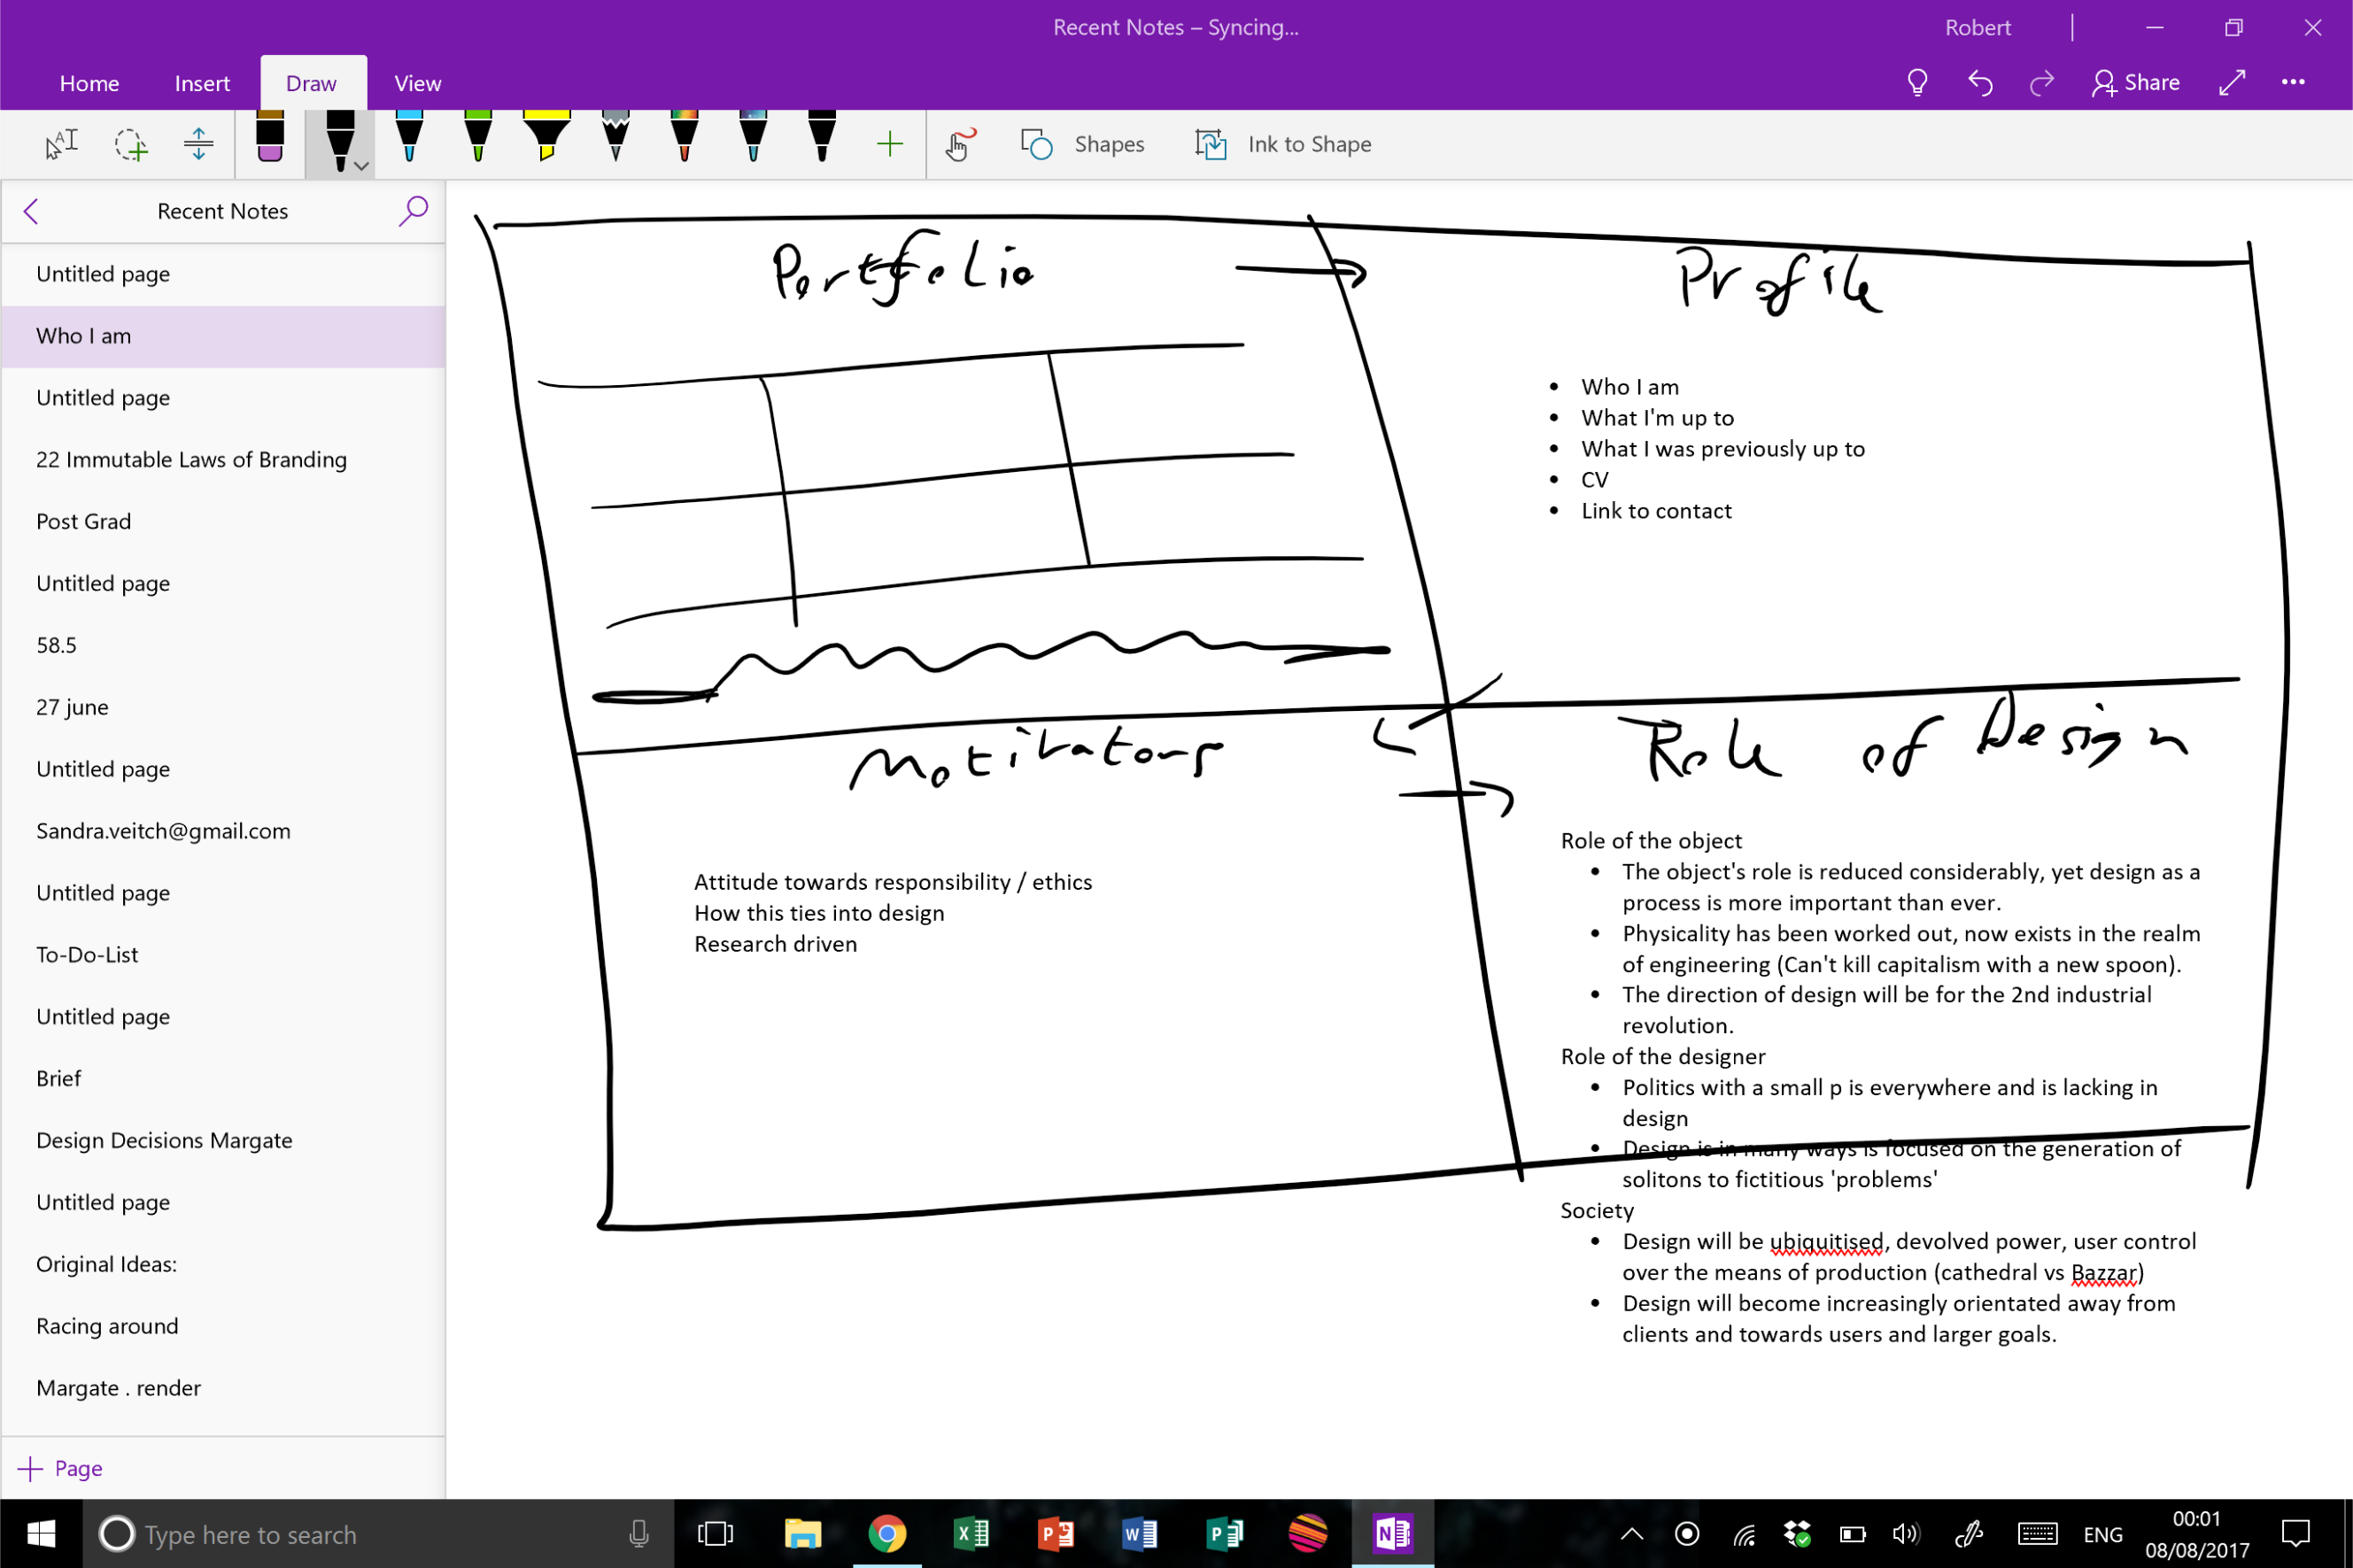 Recent Notes – Syncing...
Robert
Home
Insert
Draw
View
Share
Shapes
Ink to Shape
Recent Notes
Untitled page
Who I am
Untitled page
22 Immutable Laws of Branding
Post Grad
Untitled page
58.5
27 june
Untitled page
Sandra.veitch@gmail.com
Untitled page
To-Do-List
Untitled page
Brief
Design Decisions Margate
Untitled page
Original Ideas:
Racing around
Margate . render
Page
Portfolio
Profile
• Who I am
• What I'm up to
• What I was previously up to
• CV
• Link to contact
Motivators
Attitude towards responsibility / ethics
How this ties into design
Research driven
Role of Design
Role of the object
• The object's role is reduced considerably, yet design as a
process is more important than ever.
• Physicality has been worked out, now exists in the realm
of engineering (Can't kill capitalism with a new spoon).
• The direction of design will be for the 2nd industrial
revolution.
Role of the designer
• Politics with a small p is everywhere and is lacking in
design
• Design is in many ways is focused on the generation of
solitons to fictitious 'problems'
Society
• Design will be ubiquitised, devolved power, user control
over the means of production (cathedral vs Bazzar)
• Design will become increasingly orientated away from
clients and towards users and larger goals.
Type here to search
ENG
00:01
08/08/2017